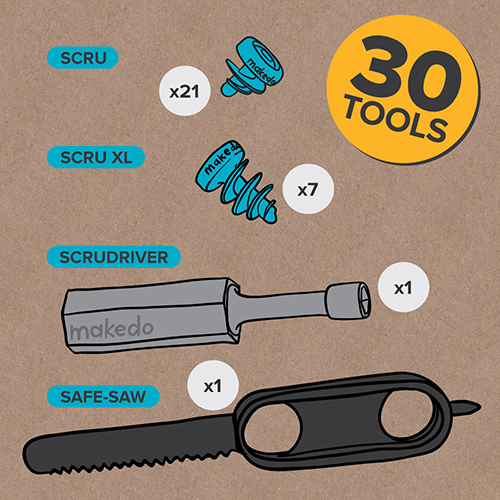 SCRU
makedo
x21
30
TOOLS
SCRU XL
makedo
x7
SCRUDRIVER
makedo
x1
SAFE-SAW
x1